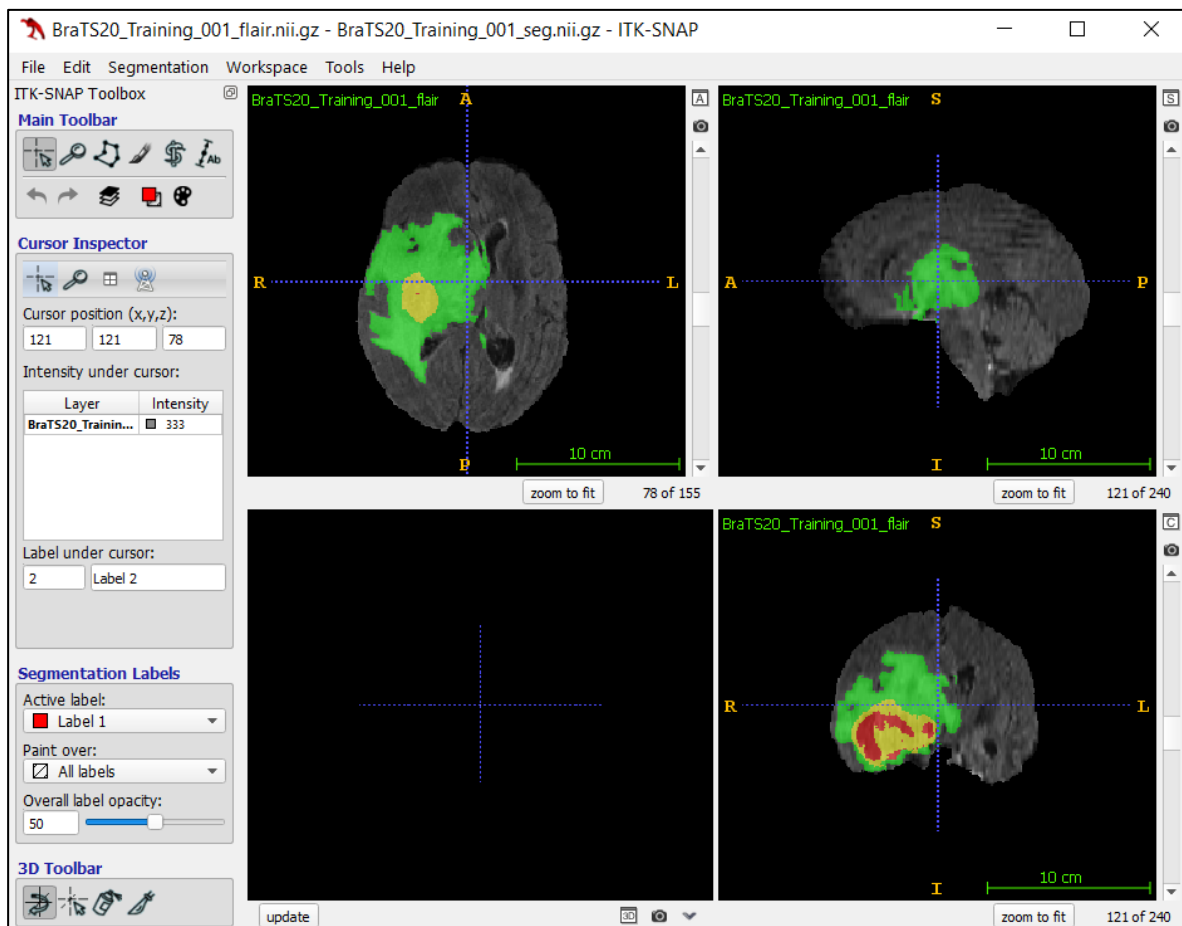 BraTS20_Training_001_flair.nii.gz - BraTS20_Training_001_seg.nii.gz - ITK-SNAP
File Edit Segmentation Workspace Tools Help
ITK-SNAP Toolbox
Main Toolbar
Ab
Cursor Inspector
Cursor position (x,y,z):
121 121 78
Intensity under cursor:
Layer Intensity
BraTS20_Trainin... 333
Label under cursor:
2 Label 2
Segmentation Labels
Active label:
Label 1
Paint over:
All labels
Overall label opacity:
50
3D Toolbar
BraTS20_Training_001_flair A
A
R L
P
10 cm
zoom to fit 78 of 155
BraTS20_Training_001_flair S
S
A P
I
10 cm
zoom to fit 121 of 240
update
3D
BraTS20_Training_001_flair S
C
R L
I
10 cm
zoom to fit 121 of 240